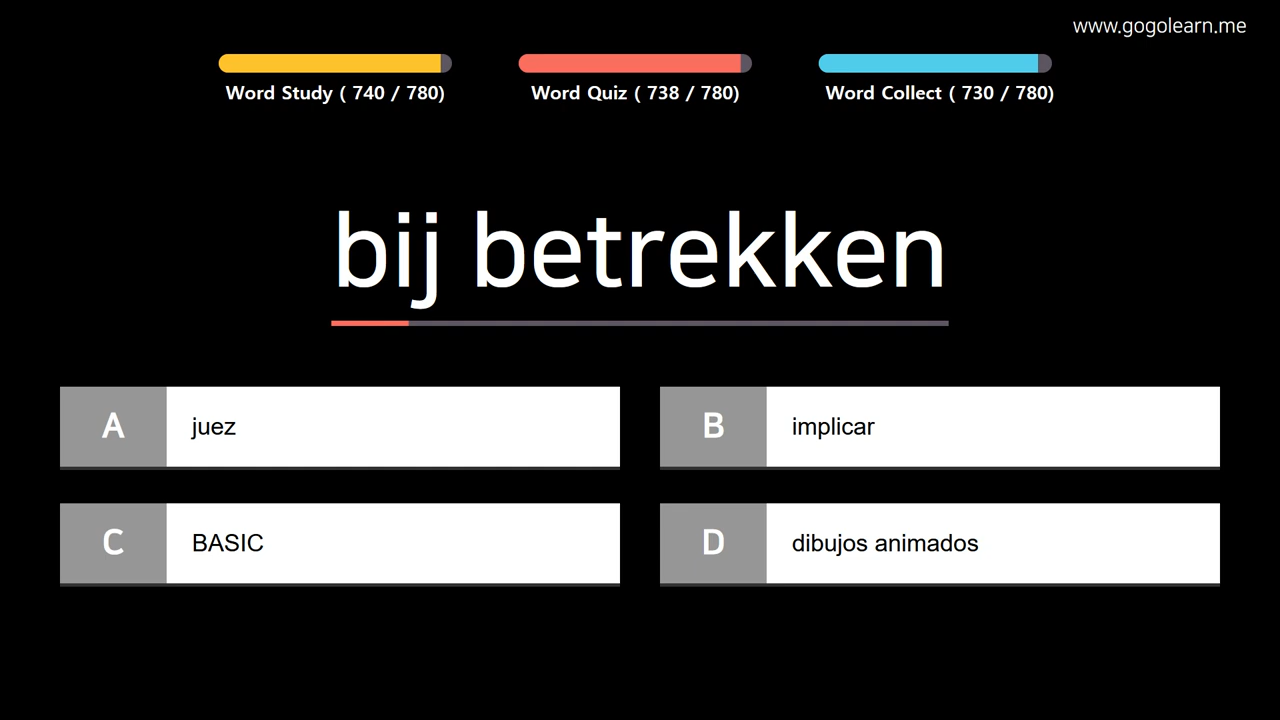 www.gogolearn.me
Word Study ( 740 / 780)
Word Quiz ( 738 / 780)
Word Collect ( 730 / 780)
bij betrekken
A juez
B implicar
C BASIC
D dibujos animados